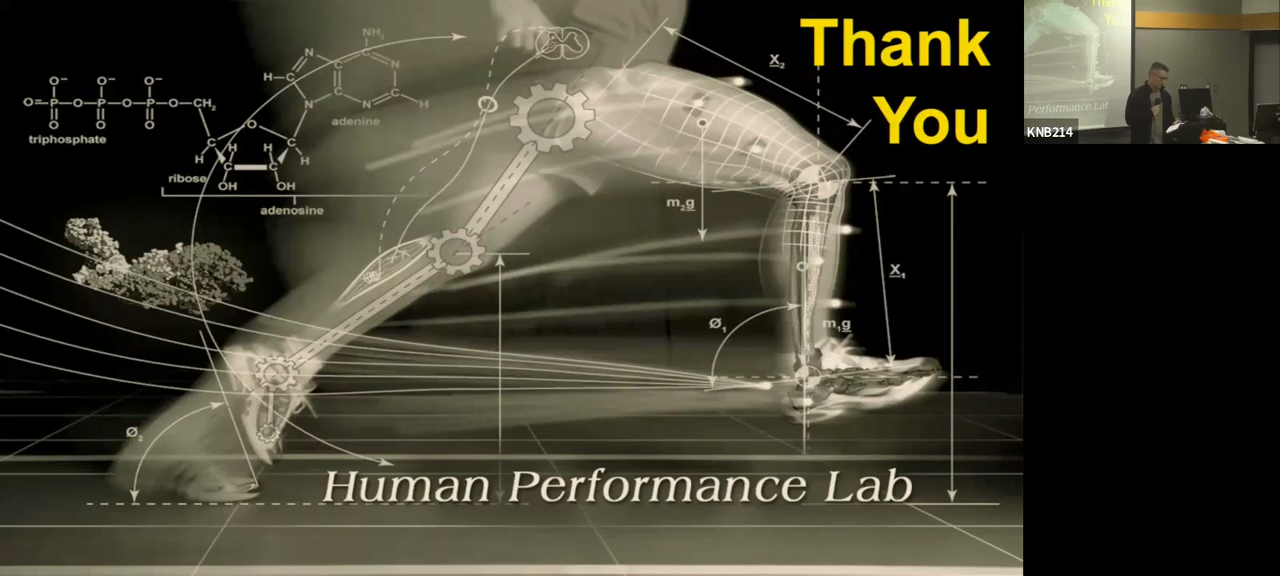 Thank
You
NH₂
N
N
H
N
N
H
adenine
O⁻
O⁻
O⁻
O=P—O—P—O—P—O—CH₂
O
O
O
triphosphate
O
H
H
H
H
ribose
OH
OH
adenosine
X₂
m₂g
X₁
Ø₁
m₁g
Ø₂
Human Performance Lab
Performance Lab
KNB214